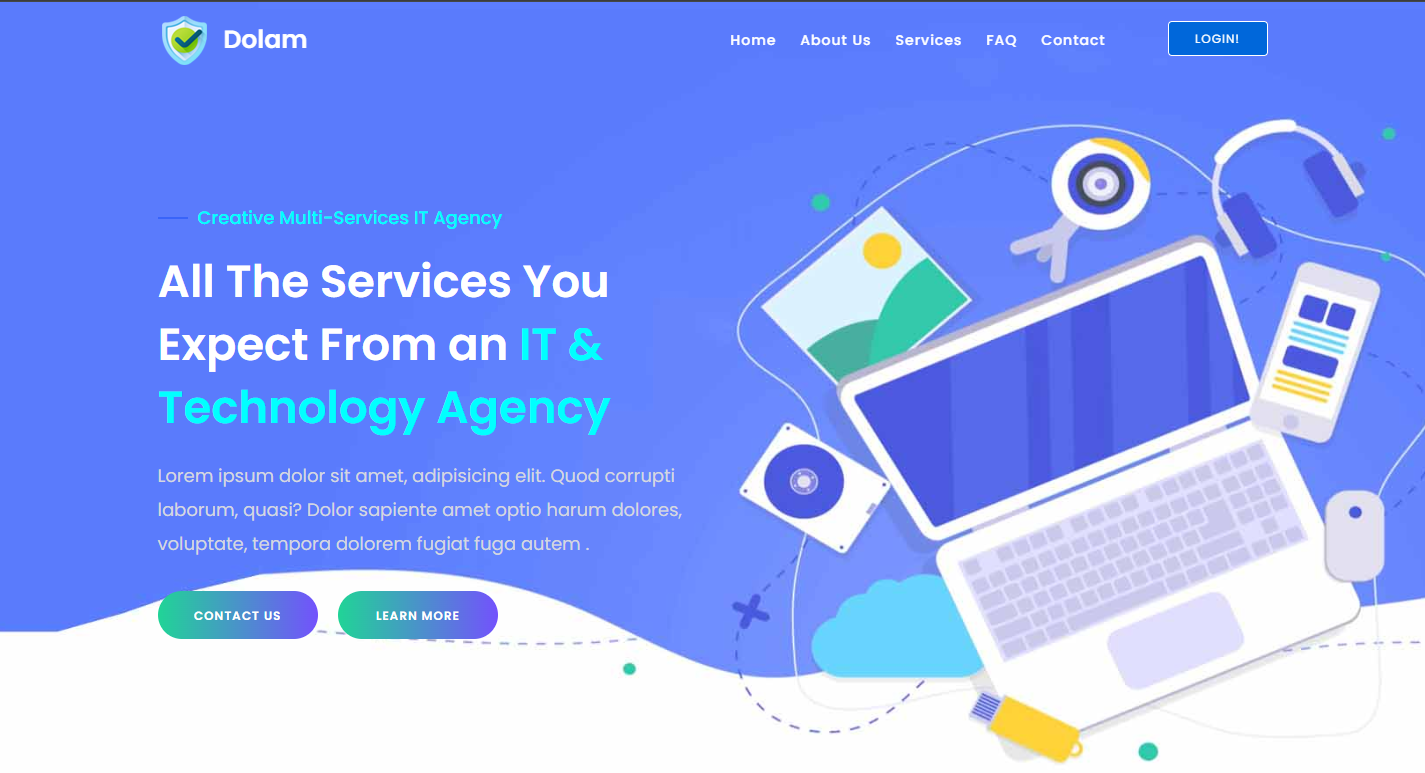 Dolam
Home About Us Services FAQ Contact
LOGIN!
Creative Multi-Services IT Agency
All The Services You
Expect From an IT &
Technology Agency
Lorem ipsum dolor sit amet, adipisicing elit. Quod corrupti
laborum, quasi? Dolor sapiente amet optio harum dolores,
voluptate, tempora dolorem fugiat fuga autem .
CONTACT US
LEARN MORE